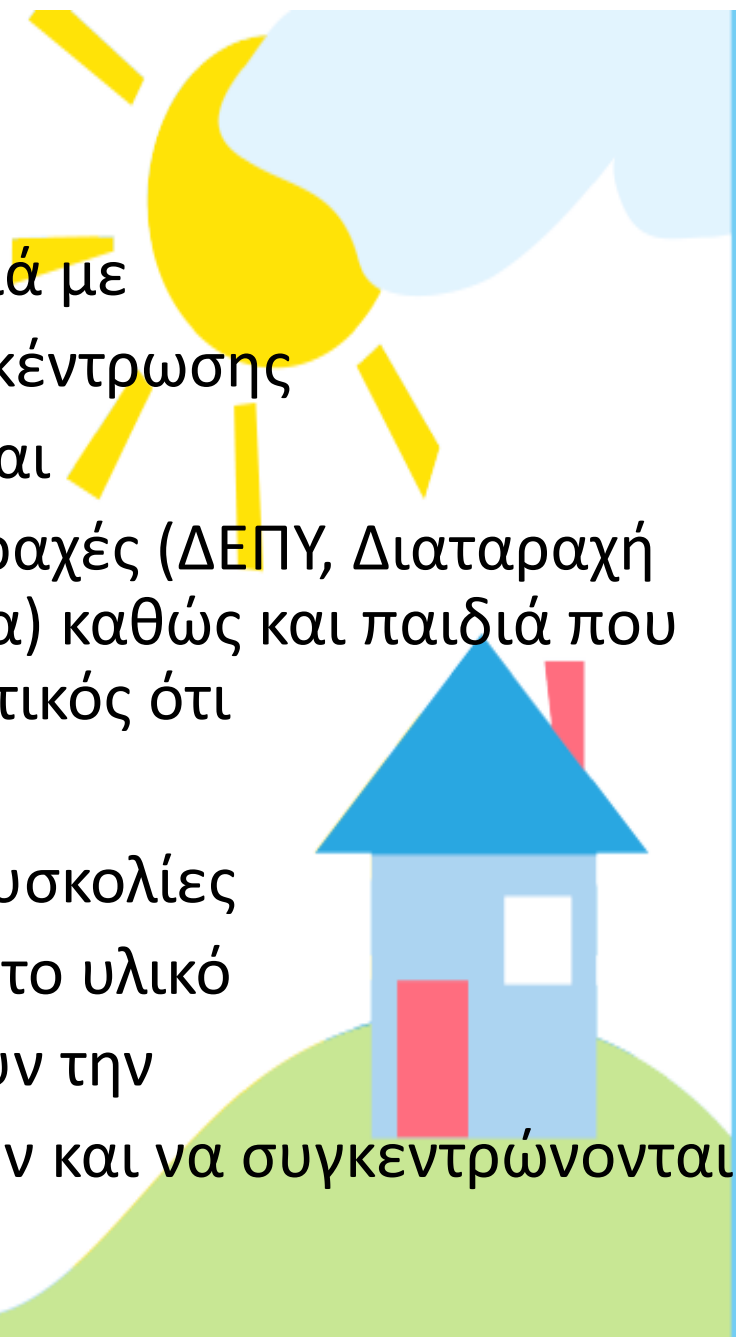 ιά με
κέντρωσης
αι
ραχές (ΔΕΠΥ, Διαταραχή
α) καθώς και παιδιά που
τικός ότι
υσκολίες
το υλικό
υν την
ν και να συγκεντρώνονται